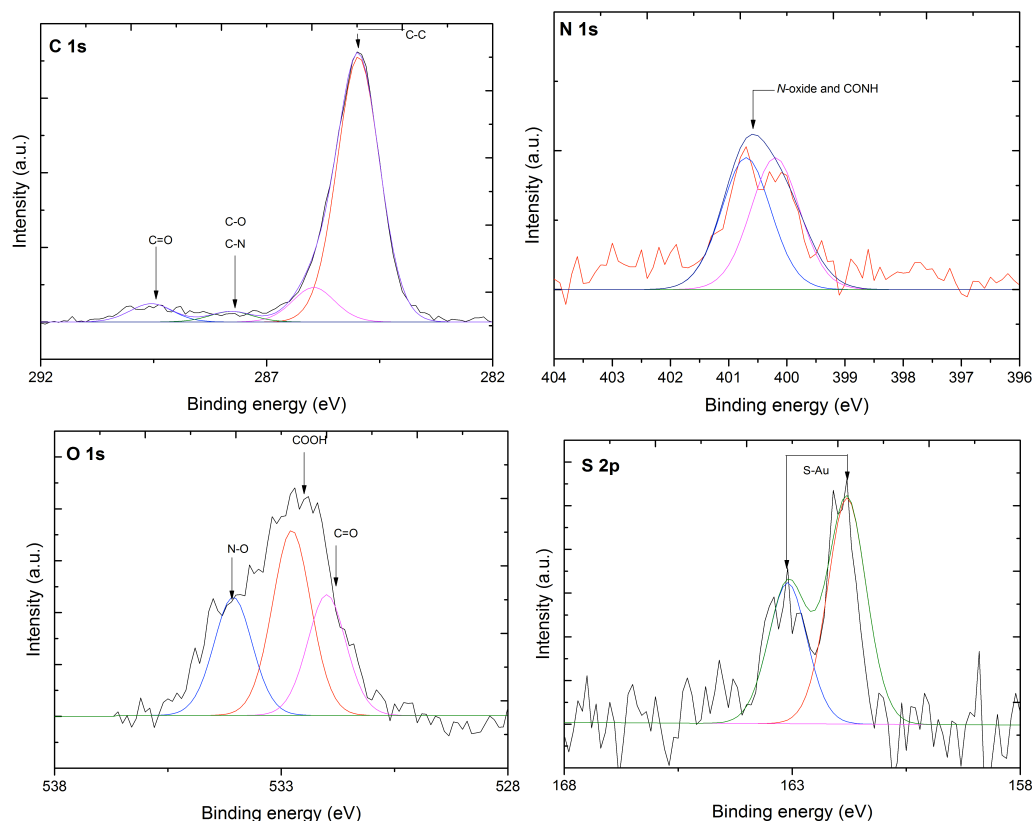 C 1s
C-C
C-O
C-N
C=O
Intensity (a.u.)
292
287
282
Binding energy (eV)
N 1s
N-oxide and CONH
Intensity (a.u.)
404
403
402
401
400
399
398
397
396
Binding energy (eV)
O 1s
COOH
C=O
N-O
Intensity (a.u.)
538
533
528
Binding energy (eV)
S 2p
S-Au
Intensity (a.u.)
168
163
158
Binding energy (eV)